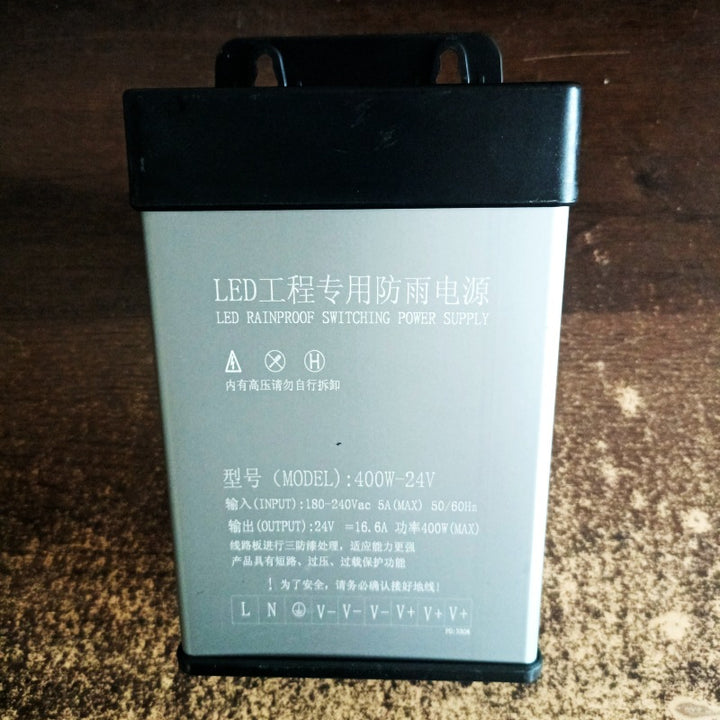 LED工程专用防雨电源
LED RAINPROOF SWITCHING POWER SUPPLY
内有高压请勿自行拆卸
型号 (MODEL):400W-24V
输入(INPUT):180-240Vac 5A(MAX) 50/60Hn
输出(OUTPUT):24V =16.6A 功率400W(MAX)
线路板进行三防漆处理，适应能力更强
产品具有短路、过压、过载保护功能
！为了安全，请务必确认接好地线！
L N V- V- V- V+ V+ V+